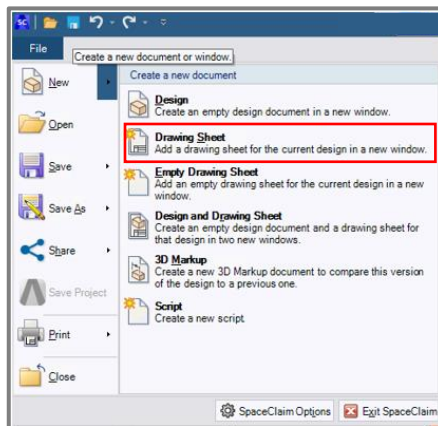 SC
File
Create a new document or window.
New
Create a new document
Design
Create an empty design document in a new window.
Open
Drawing Sheet
Add a drawing sheet for the current design in a new window.
Save
Empty Drawing Sheet
Add an empty drawing sheet for the current design in a new
window.
Save As
Design and Drawing Sheet
Create an empty design document and a drawing sheet for
that design in two new windows.
Share
3D Markup
Create a new 3D Markup document to compare this version
of the design to a previous one.
Save Project
Script
Create a new script.
Print
Close
SpaceClaim Options
Exit SpaceClaim